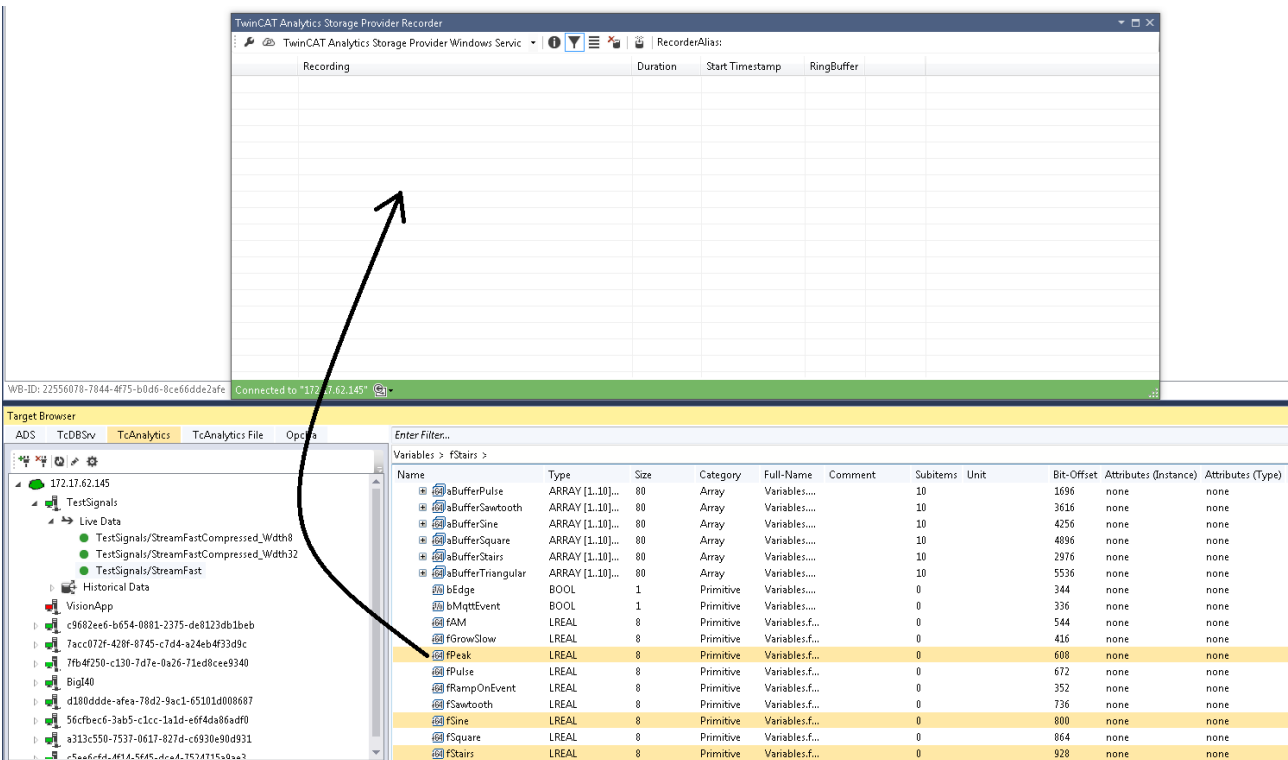 TwinCAT Analytics Storage Provider Recorder
TwinCAT Analytics Storage Provider Windows Servic RecorderAlias:
Recording Duration Start Timestamp RingBuffer
WB-ID: 22556078-7844-4f75-b0d6-8ce66dde2afe
Connected to "172.17.62.145"
Target Browser
ADS TcDBSrv TcAnalytics TcAnalytics File
172.17.62.145
TestSignals
Live Data
TestSignals/StreamFastCompressed_Wdth8
TestSignals/StreamFastCompressed_Wdth32
TestSignals/StreamFast
Historical Data
VisionApp
c9682ee6-b654-0881-2375-de8123db1beb
7acc072f-428f-8745-c7d4-a24eb4f33d9c
7fb4f250-c130-7d7e-0a26-71ed8cee9340
BigI40
d180ddde-afea-78d2-9ac1-65101d008687
56cfbec6-3ab5-c1cc-1a1d-e6f4da86adf0
a313c550-7537-0617-827d-c6930e90d931
Enter Filter...
Variables > fStairs >
Name Type Size Category Full-Name Comment Subitems Unit Bit-Offset Attributes (Instance) Attributes (Type)
aBufferPulse ARRAY [1..10]... 80 Array Variables.... 10 1696 none none
aBufferSawtooth ARRAY [1..10]... 80 Array Variables.... 10 3616 none none
aBufferSine ARRAY [1..10]... 80 Array Variables.... 10 4256 none none
aBufferSquare ARRAY [1..10]... 80 Array Variables.... 10 4896 none none
aBufferStairs ARRAY [1..10]... 80 Array Variables.... 10 2976 none none
aBufferTriangular ARRAY [1..10]... 80 Array Variables.... 10 5536 none none
bEdge BOOL 1 Primitive Variables.... 0 344 none none
bMqttEvent BOOL 1 Primitive Variables.... 0 336 none none
fAM LREAL 8 Primitive Variables.f... 0 544 none none
fGrowSlow LREAL 8 Primitive Variables.f... 0 416 none none
fPeak LREAL 8 Primitive Variables.f... 0 608 none none
fPulse LREAL 8 Primitive Variables.f... 0 672 none none
fRampOnEvent LREAL 8 Primitive Variables.f... 0 352 none none
fSawtooth LREAL 8 Primitive Variables.f... 0 736 none none
fSine LREAL 8 Primitive Variables.f... 0 800 none none
fSquare LREAL 8 Primitive Variables.f... 0 864 none none
fStairs LREAL 8 Primitive Variables.f... 0 928 none none